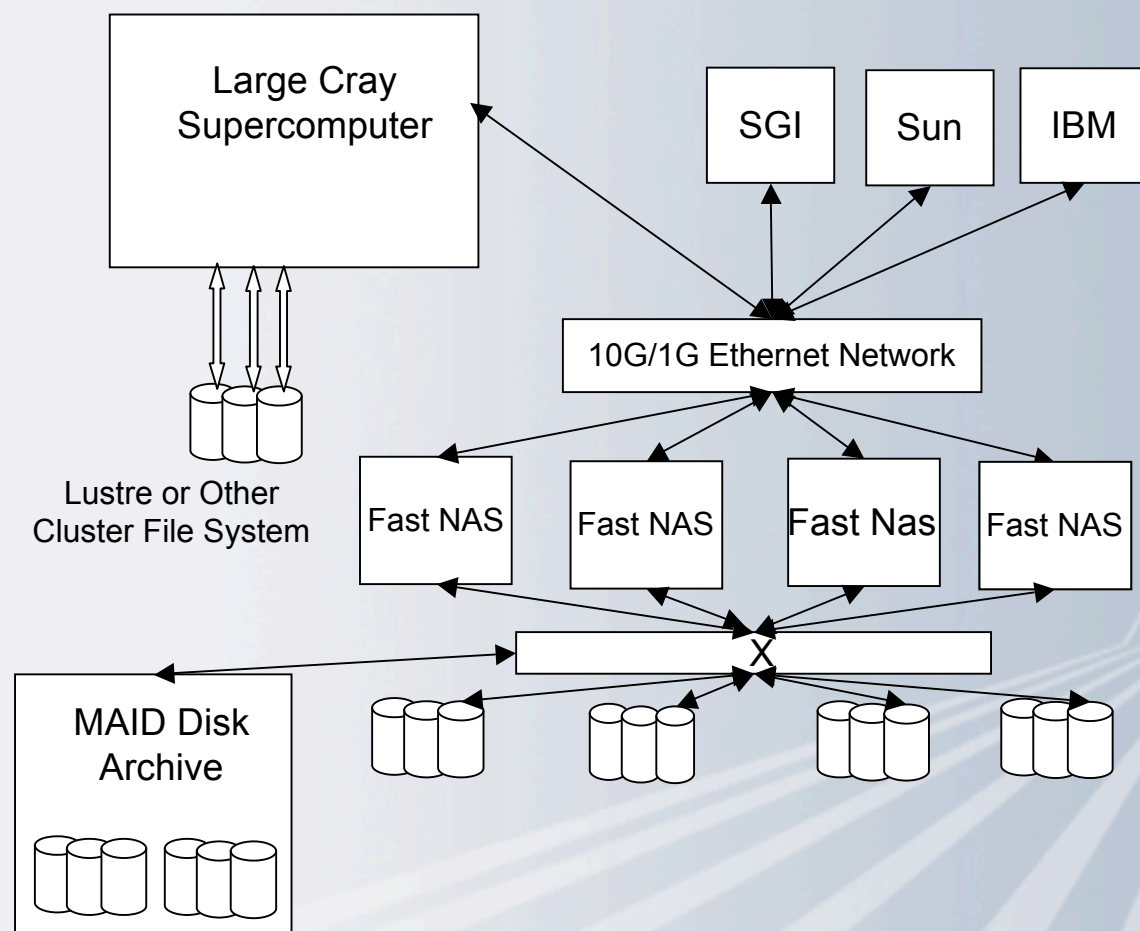 Large Cray
Supercomputer
SGI
Sun
IBM
10G/1G Ethernet Network
Lustre or Other
Cluster File System
Fast NAS
Fast NAS
Fast Nas
Fast NAS
X
MAID Disk
Archive